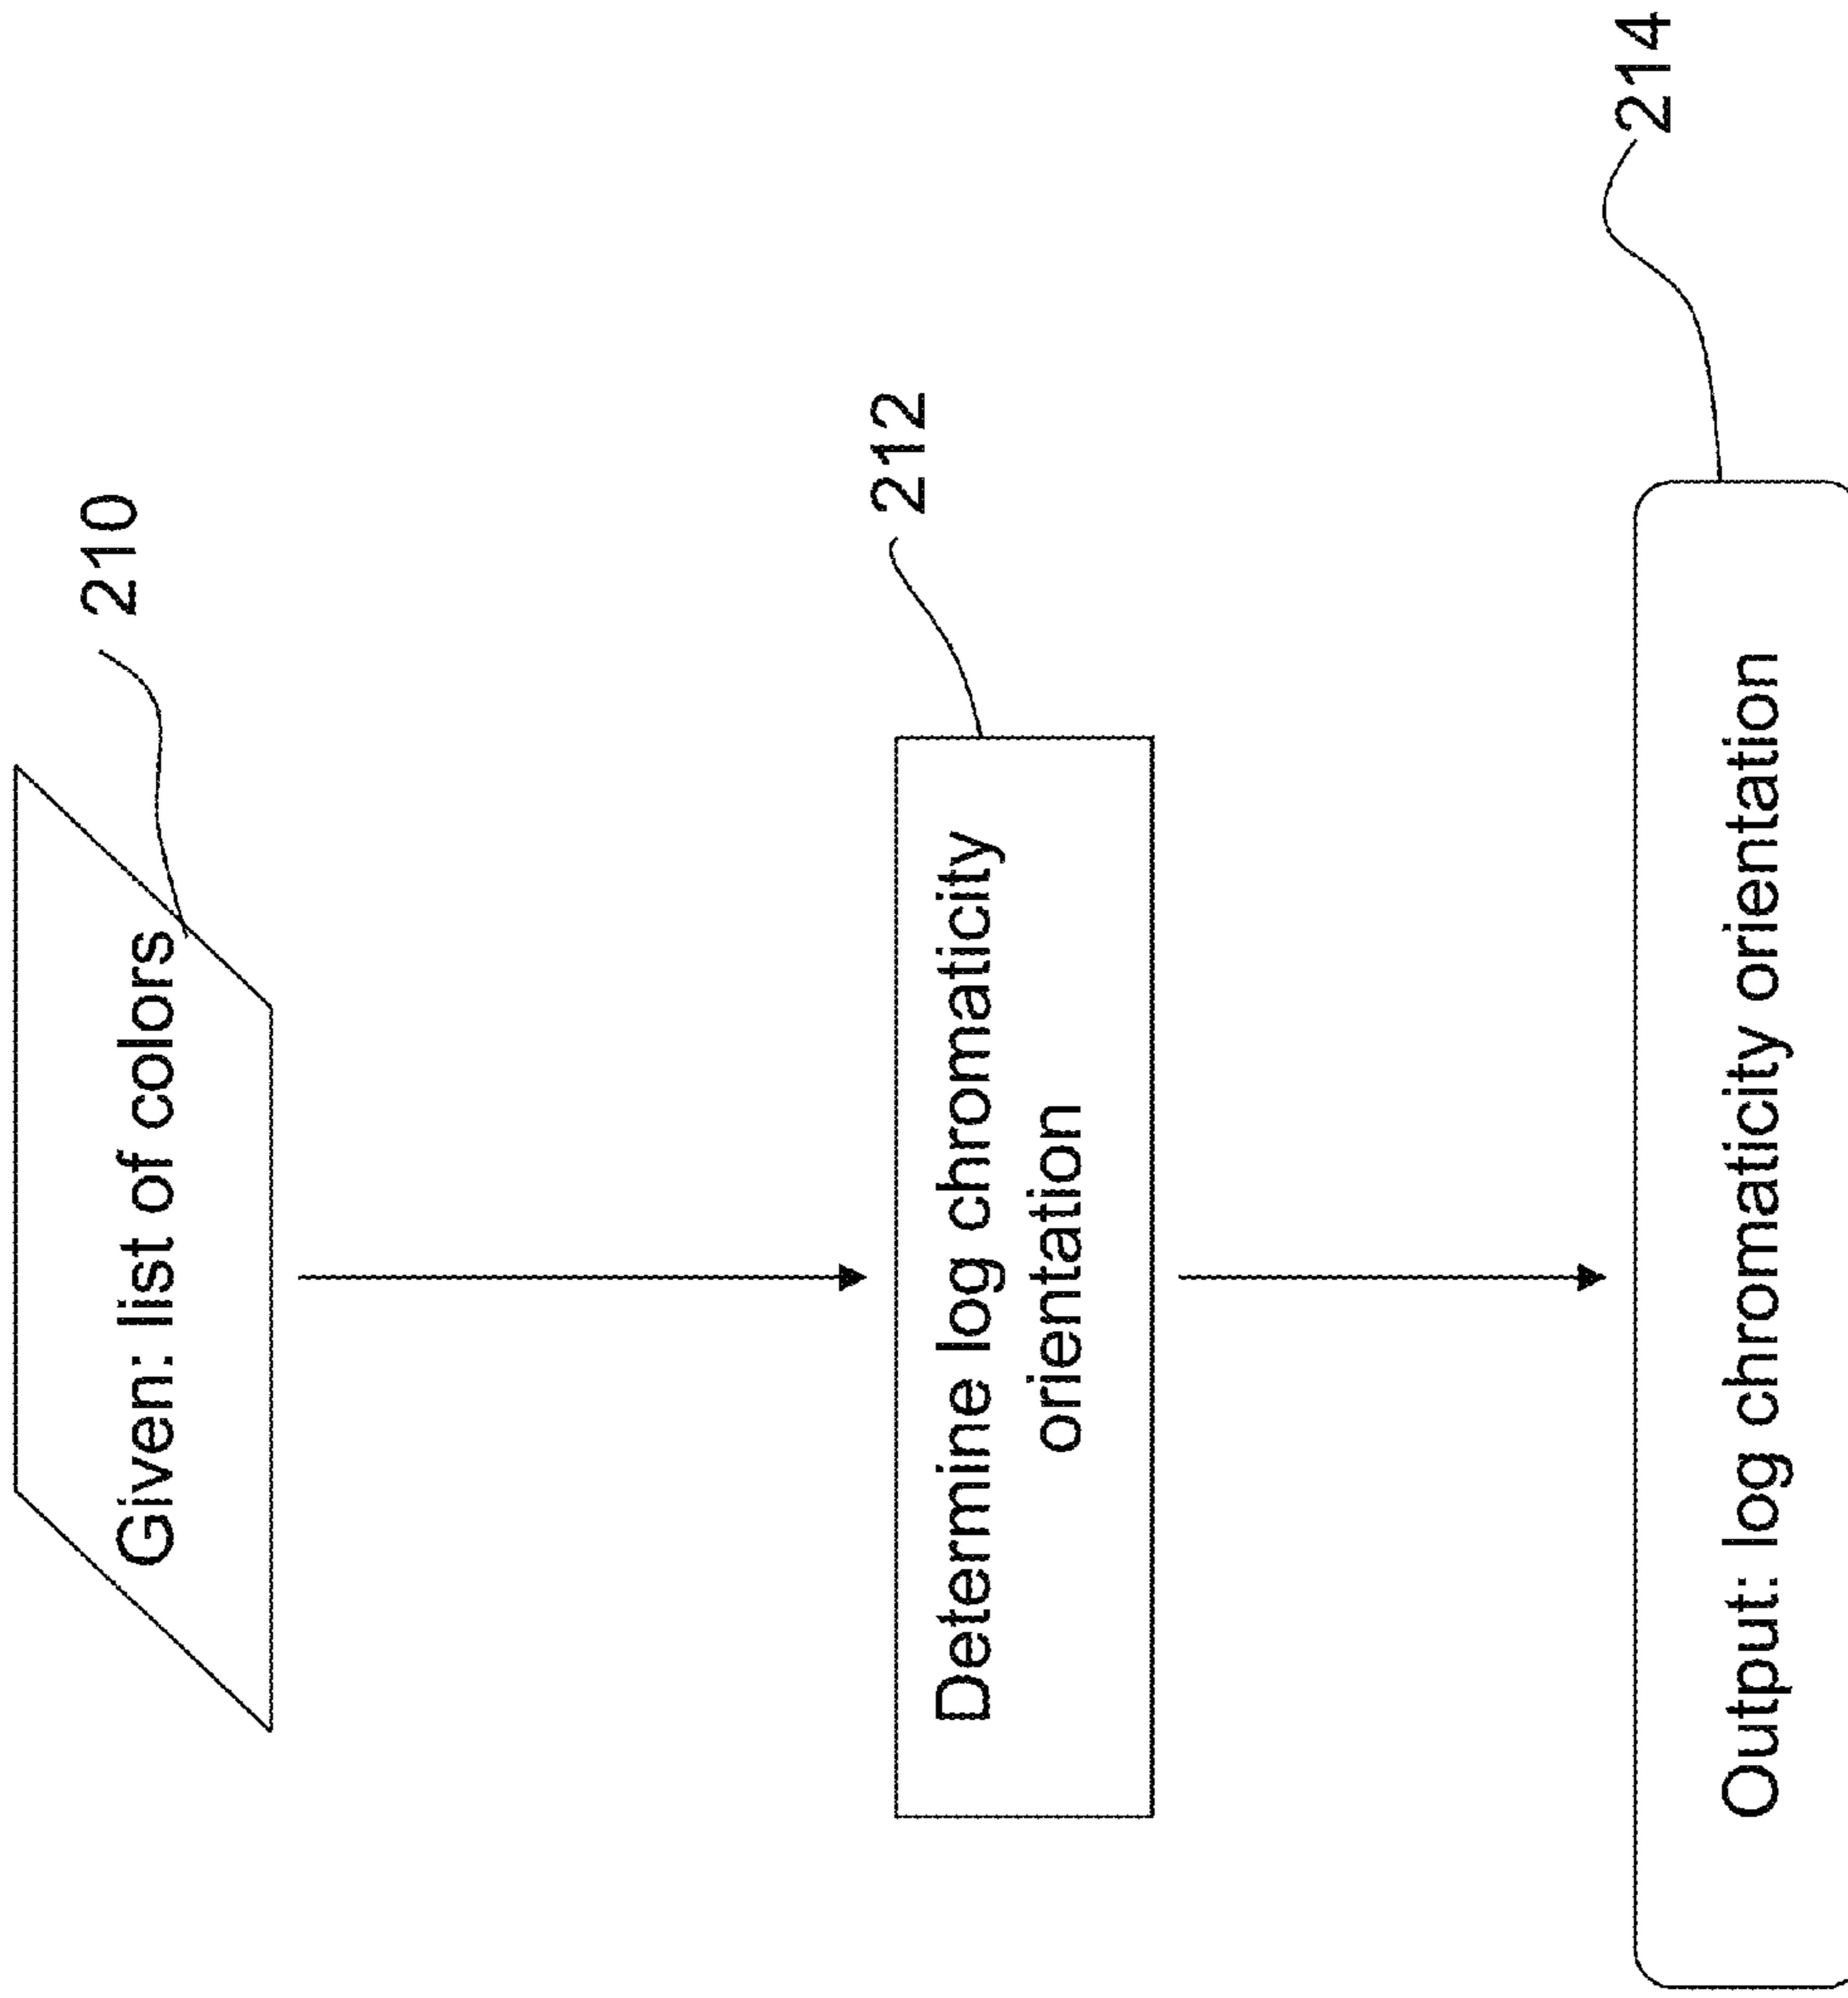 Given: list of colors
210
Determine log chromaticity
orientation
212
Output: log chromaticity orientation
214